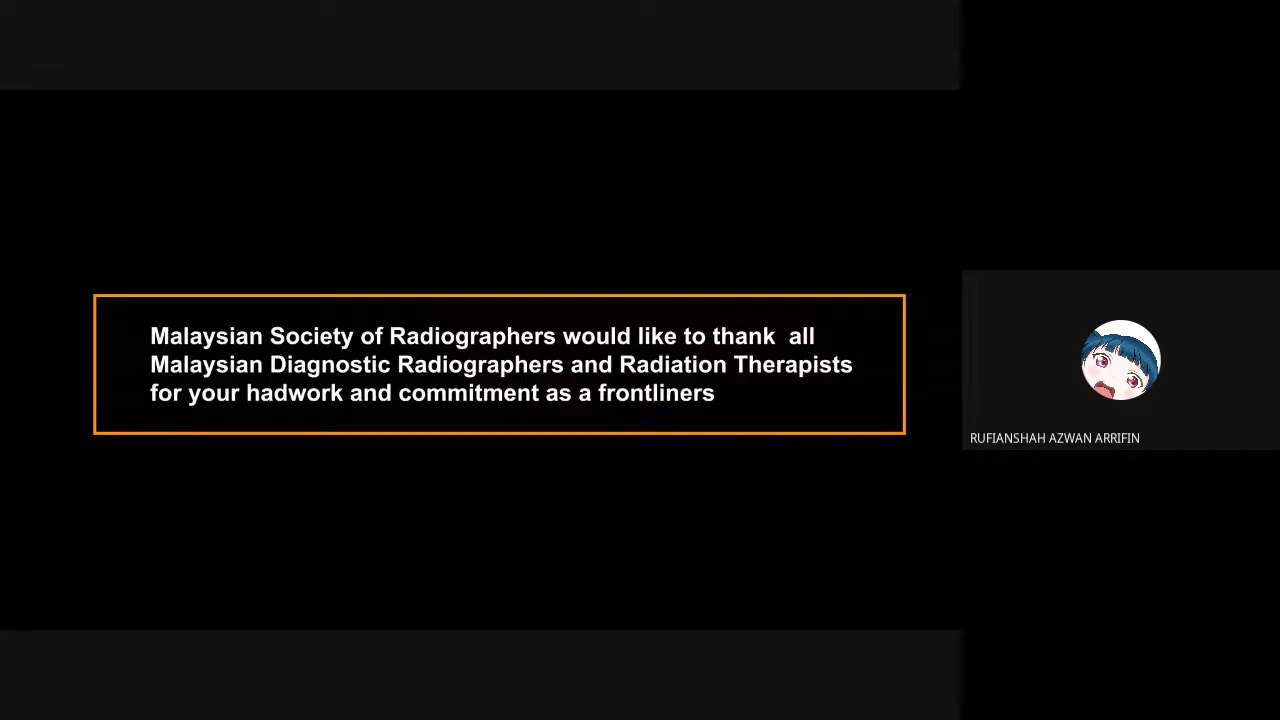 Malaysian Society of Radiographers would like to thank  all
Malaysian Diagnostic Radiographers and Radiation Therapists
for your hadwork and commitment as a frontliners
RUFIANSHAH AZWAN ARRIFIN